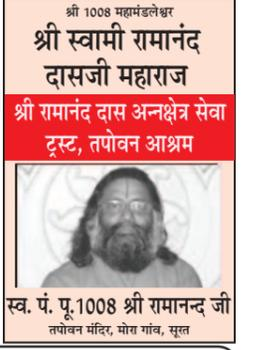 श्री 1008 महामंडलेश्वर
श्री स्वामी रामानंद
दासजी महाराज
श्री रामानंद दास अन्नक्षेत्र सेवा
ट्रस्ट, तपोवन आश्रम
स्व. पं. पू.1008 श्री रामानन्द जी
तपोवन मंदिर, मोरा गांव, सूरत